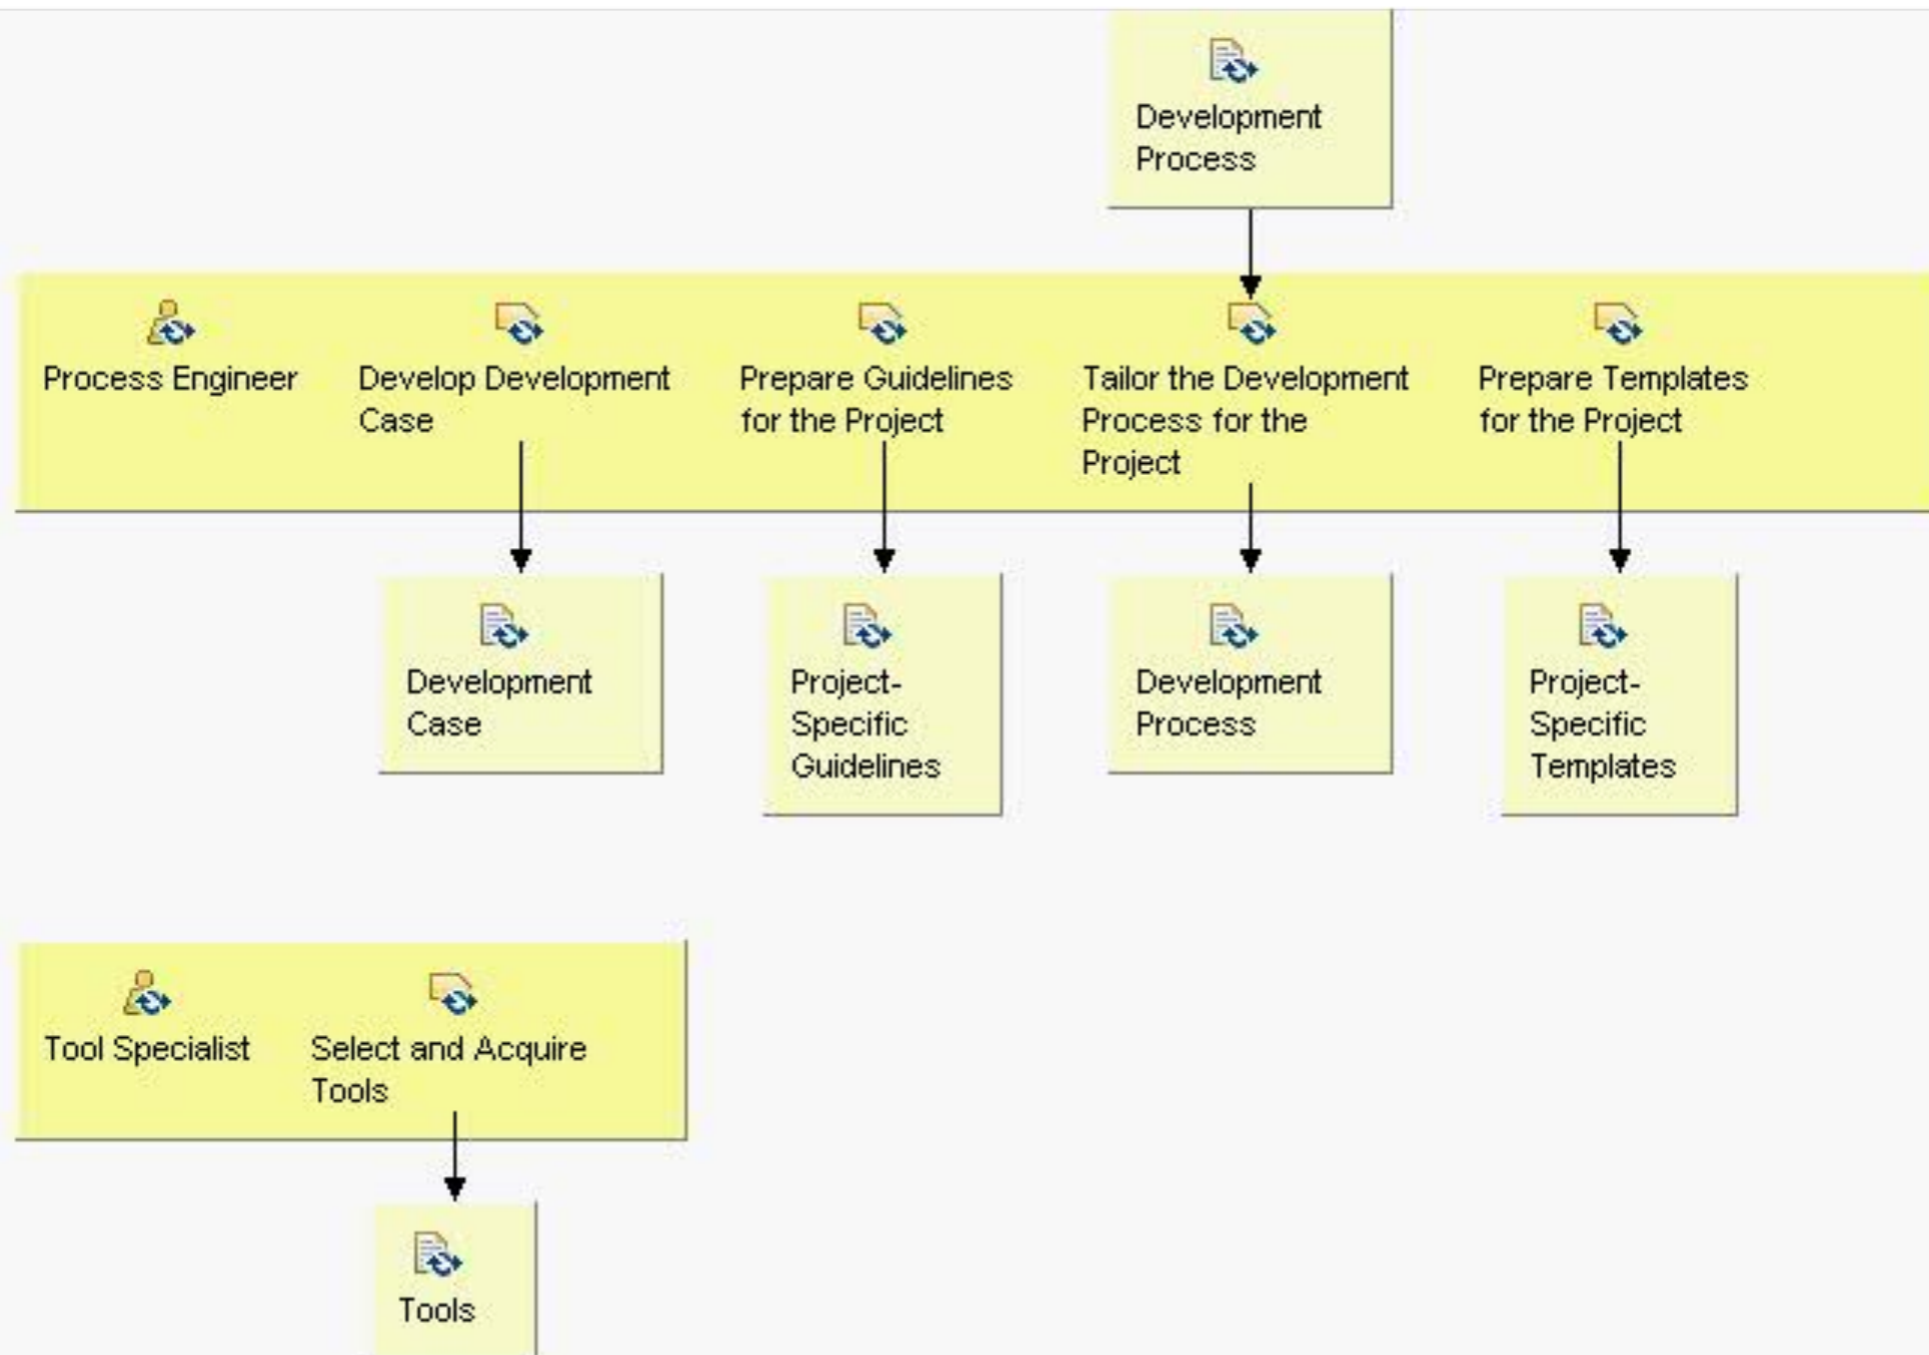 Development
Process
Process Engineer
Develop Development
Case
Prepare Guidelines
for the Project
Tailor the Development
Process for the
Project
Prepare Templates
for the Project
Development
Case
Project-
Specific
Guidelines
Development
Process
Project-
Specific
Templates
Tool Specialist
Select and Acquire
Tools
Tools